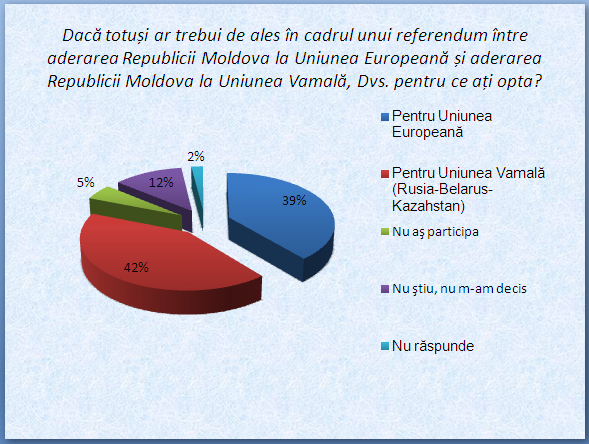 Dacă totuși ar trebui de ales în cadrul unui referendum între
aderarea Republicii Moldova la Uniunea Europeană și aderarea
Republicii Moldova la Uniunea Vamală, Dvs. pentru ce ați opta?
2%
12%
5%
39%
42%
Pentru Uniunea
Europeană
Pentru Uniunea Vamală
(Rusia-Belarus-
Kazahstan)
Nu aş participa
Nu ştiu, nu m-am decis
Nu răspunde